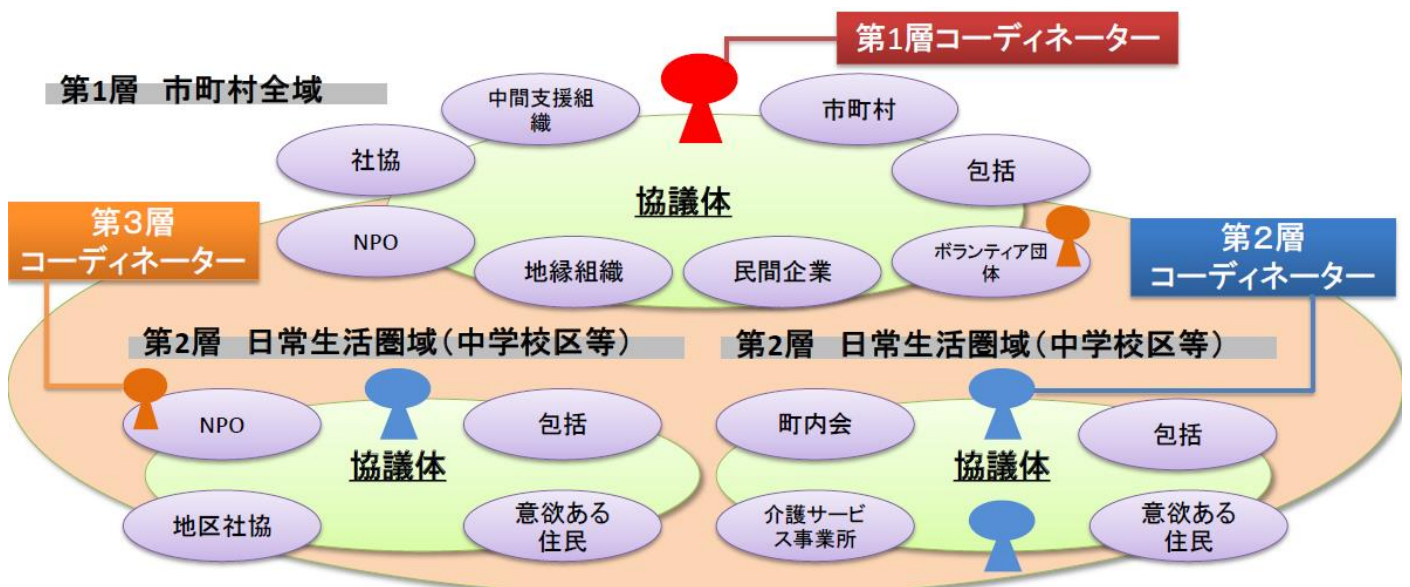 第1層コーディネーター
第1層 市町村全域
中間支援組
織
市町村
社協
包括
協議体
第３層
コーディネーター
NPO
地縁組織
民間企業
ボランティア団
体
第２層
コーディネーター
第2層 日常生活圏域（中学校区等）
第2層 日常生活圏域（中学校区等）
NPO
包括
協議体
地区社協
意欲ある
住民
町内会
包括
協議体
介護サービ
ス事業所
意欲ある
住民